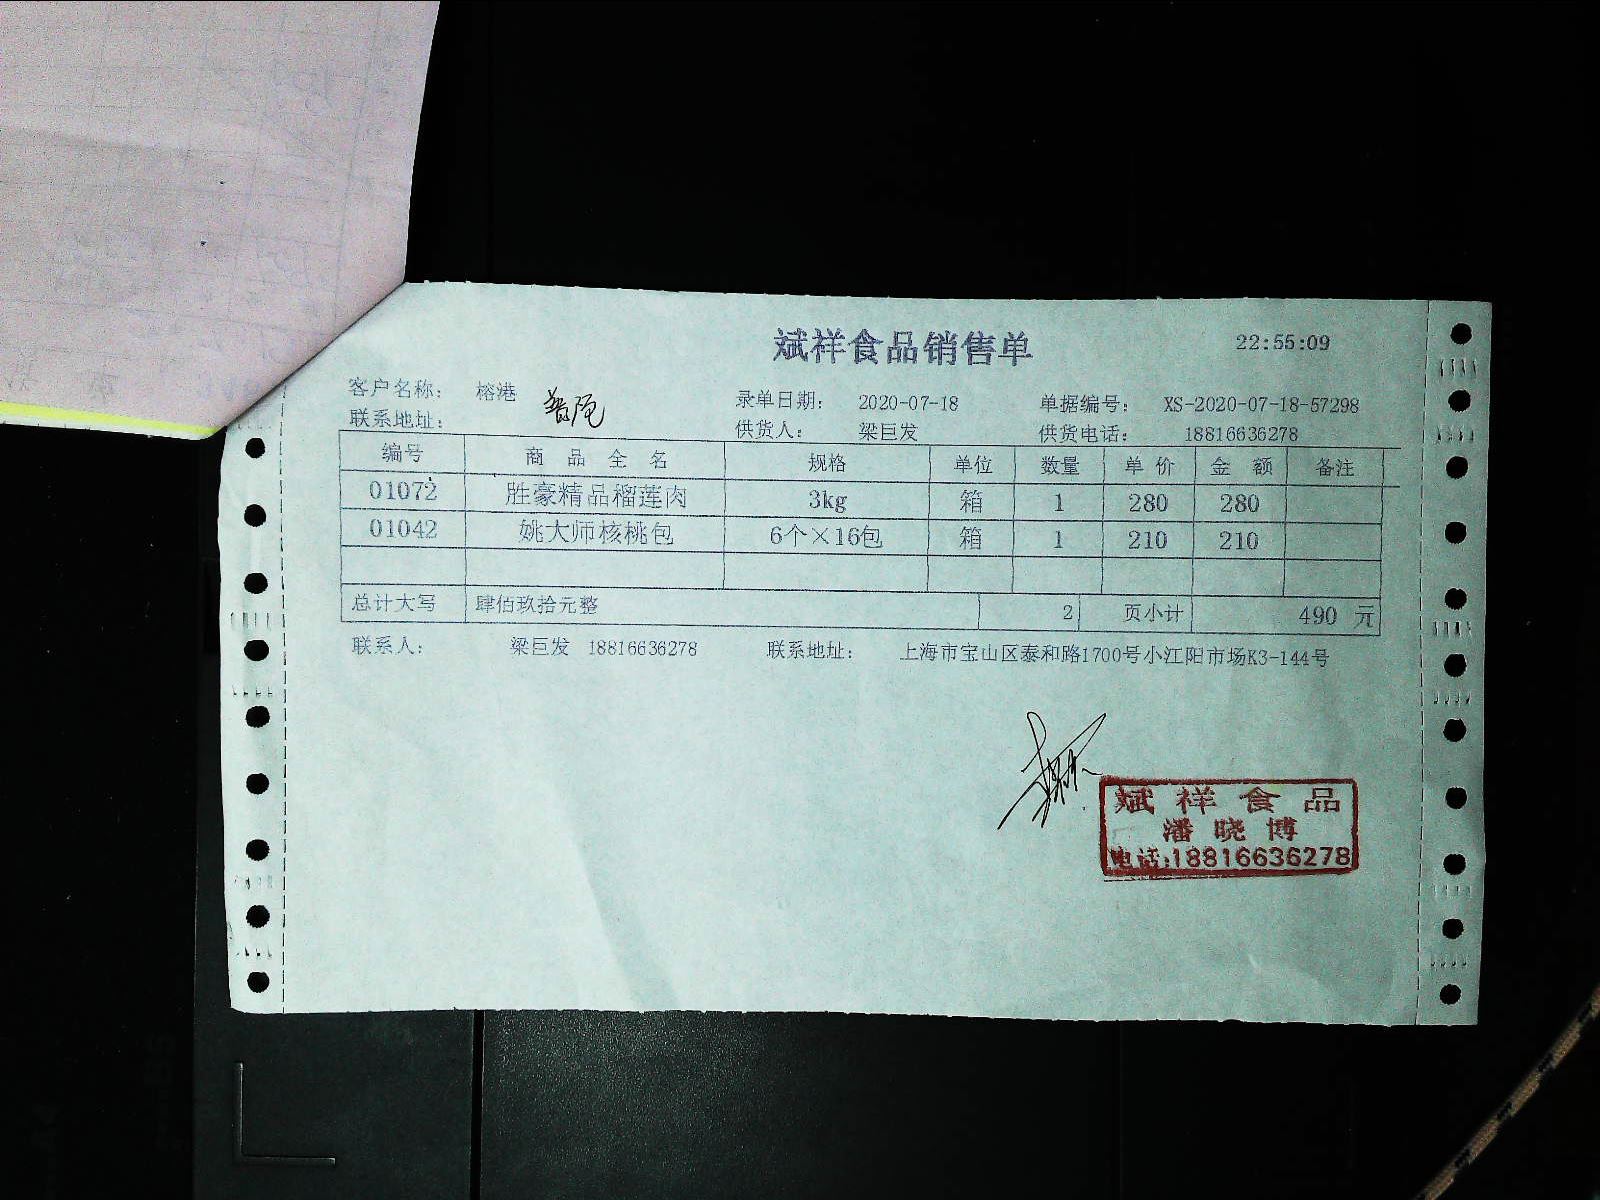 斌祥食品销售单 22:55:09
客户名称: 榕港 录单日期: 2020-07-18 单据编号: XS-2020-07-18-57298
联系地址: 供货人: 梁巨发 供货电话: 18816636278
编号 商品全名 规格 单位 数量 单价 金额 备注
01072 胜豪精品榴莲肉 3kg 箱 1 280 280
01042 姚大师核桃包 6个×16包 箱 1 210 210
总计大写 肆佰玖拾元整 2 页小计 490 元
联系人: 梁巨发 18816636278 联系地址: 上海市宝山区泰和路1700号小江阳市场K3-144号
斌祥食品
潘晓博
电话:18816636278